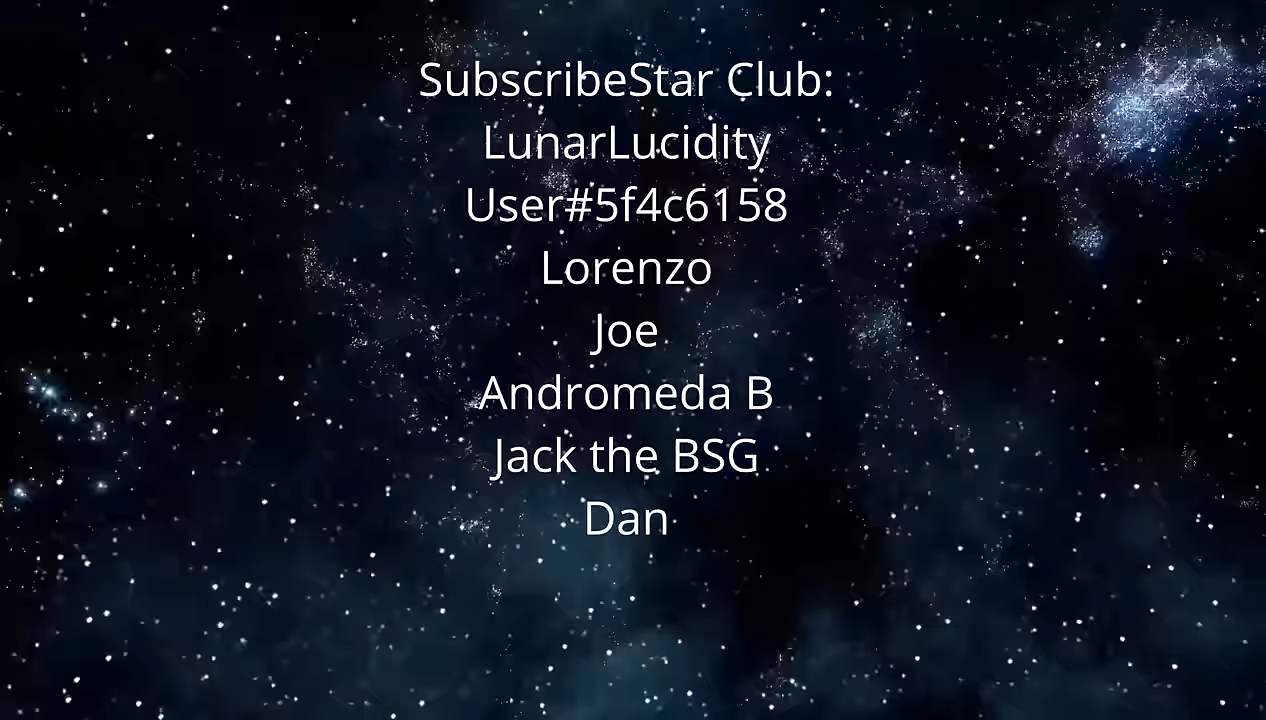 SubscribeStar Club:
LunarLucidity
User#5f4c6158
Lorenzo
Joe
Andromeda B
Jack the BSG
Dan